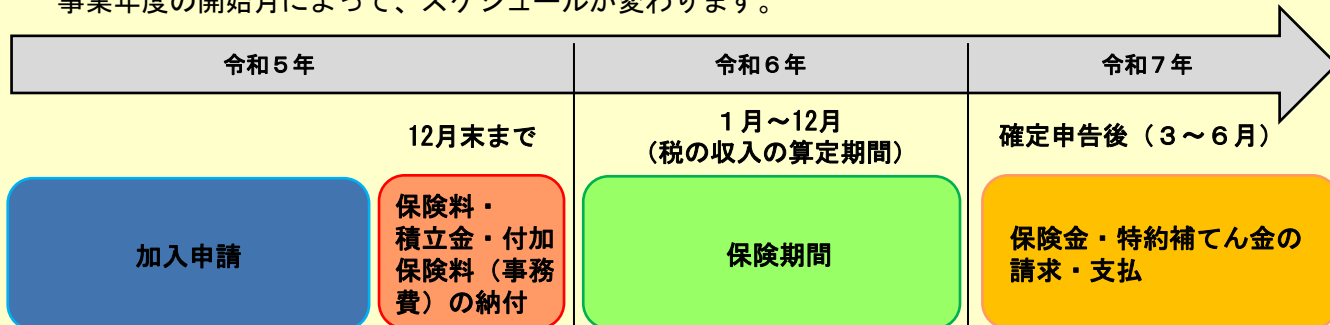 事業年度の開始月によって、スケジュールが変わります。
令和5年
令和6年
令和7年
12月末まで
1月～12月
（税の収入の算定期間）
確定申告後（3～6月）
加入申請
保険料・
積立金・付加
保険料（事務
費）の納付
保険期間
保険金・特約補てん金の
請求・支払